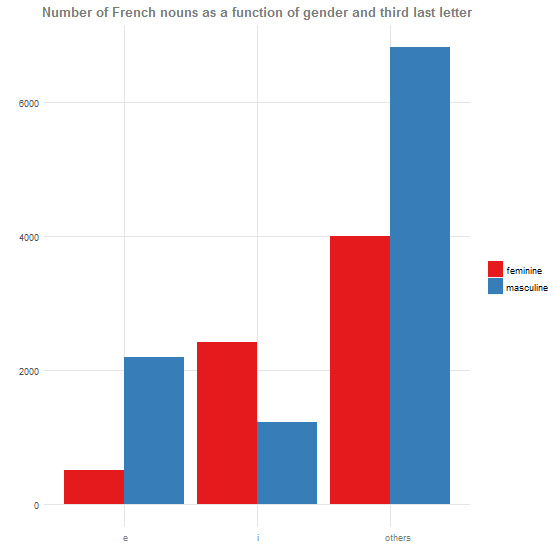 Number of French nouns as a function of gender and third last letter
6000
4000
2000
0
e
i
others
feminine
masculine